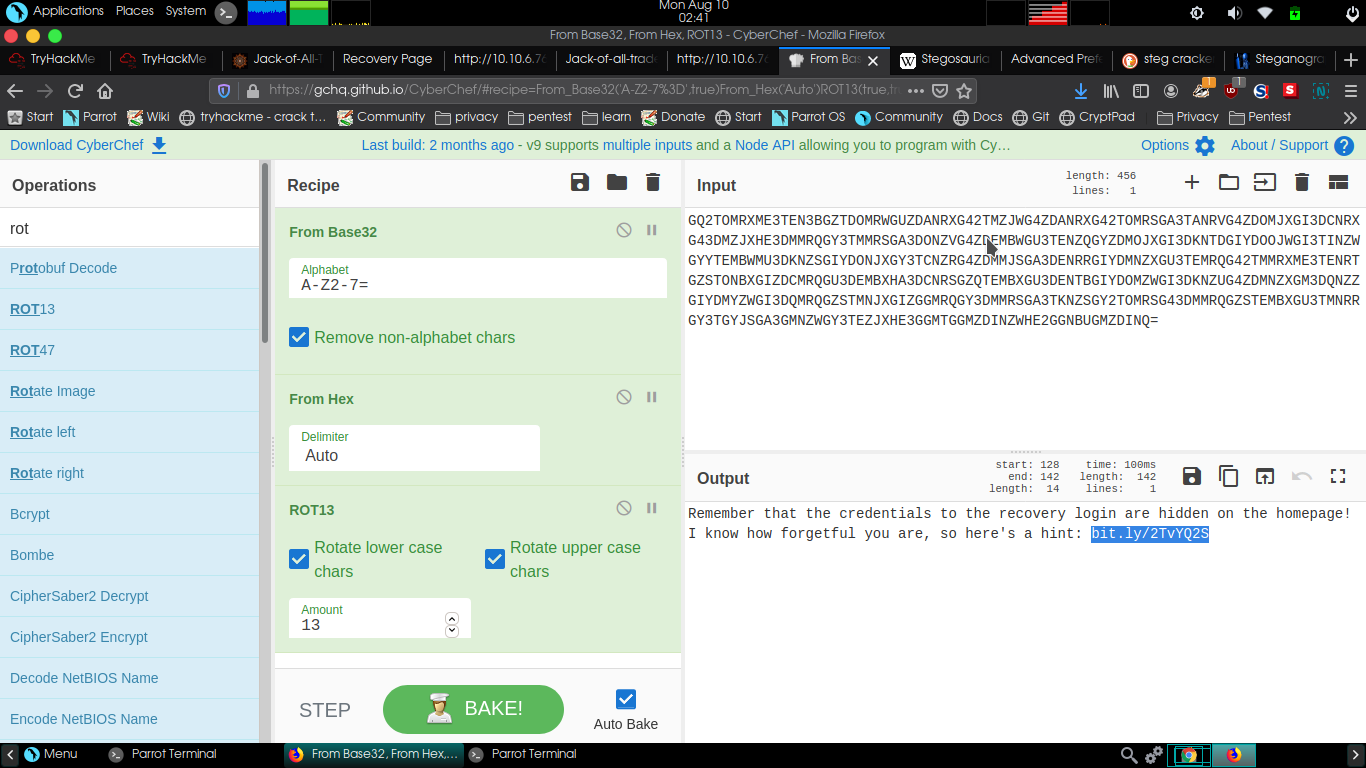 Applications Places System
Mon Aug 10
02:41
From Base32, From Hex, ROT13 - CyberChef - Mozilla Firefox
TryHackMe
TryHackMe
Jack-of-All-T
Recovery Page
http://10.10.6.76
Jack-of-all-trade
http://10.10.6.76
From Bas
Stegosauria
Advanced Pref
steg cracke
Steganogra
https://gchq.github.io/CyberChef/#recipe=From_Base32('A-Z2-7%3D',true)From_Hex('Auto')ROT13(true,tr
Start
Parrot
Wiki
tryhackme - crack t…
Community
privacy
pentest
learn
Donate
Start
Parrot OS
Community
Docs
Git
CryptPad
Privacy
Pentest
Download CyberChef
Last build: 2 months ago - v9 supports multiple inputs and a Node API allowing you to program with Cy…
Options
About / Support
Operations
rot
Protobuf Decode
ROT13
ROT47
Rotate Image
Rotate left
Rotate right
Bcrypt
Bombe
CipherSaber2 Decrypt
CipherSaber2 Encrypt
Decode NetBIOS Name
Encode NetBIOS Name
Recipe
From Base32
Alphabet
A-Z2-7=
Remove non-alphabet chars
From Hex
Delimiter
Auto
ROT13
Rotate lower case chars
Rotate upper case chars
Amount
13
STEP
BAKE!
Auto Bake
Input
length: 456
lines: 1
GQ2TOMRXME3TEN3BGZTDOMRWGUZDANRXG42TMZJWG4ZDANRXG42TOMRSGA3TANRVG4ZDOMJXGI3DCNRX
G43DMZJXHE3DMMRQGY3TMMRSGA3DONZVG4ZDEMBWGU3TENZQGYZDMOJXGI3DKNTDGIYDOOJWGI3TINZW
GYYTEMBWMU3DKNZSGIYDONJXGY3TCNZRG4ZDMMJSGA3DENRRGIYDMNZXGU3TEMRQG42TMMRXME3TENRT
GZSTONBXGIZDCMRQGU3DEMBXHA3DCNRSGZQTEMBXGU3DENTBGIYDOMZWGI3DKNZUG4ZDMNZXGM3DQNZZ
GIYDMYZWGI3DQMRQGZSTMNJXGIZGGMRQGY3DMMRSGA3TKNZSGY2TOMRSG43DMMRQGZSTEMBXGU3TMNRR
GY3TGYJSGA3GMNZWGY3TEZJXHE3GGMTGGMZDINZWHE2GGNBUGMZDINQ=
Output
start: 128
end: 142
length: 14
time: 100ms
length: 142
lines: 1
Remember that the credentials to the recovery login are hidden on the homepage!
I know how forgetful you are, so here's a hint: bit.ly/2TvYQ2S
Menu
Parrot Terminal
From Base32, From Hex,…
Parrot Terminal